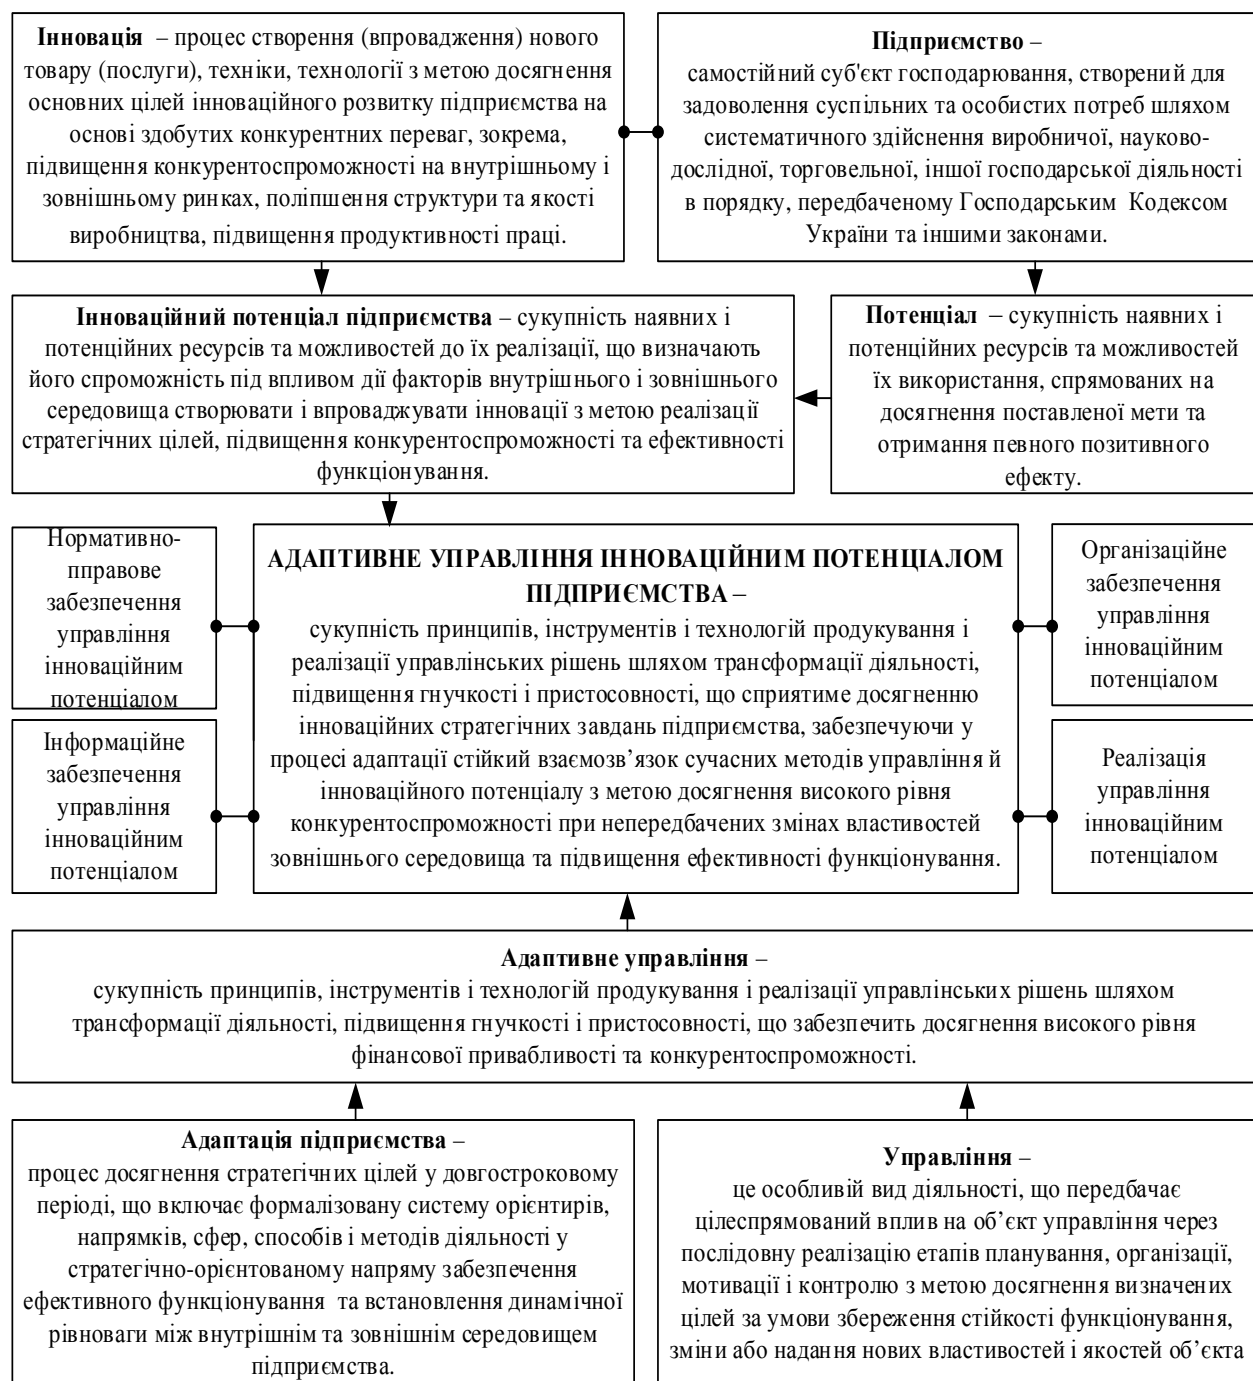 Інновація – процес створення (впровадження) нового
товару (послуги), техніки, технології з метою досягнення
основних цілей інноваційного розвитку підприємства на
основі здобутих конкурентних переваг, зокрема,
підвищення конкурентоспроможності на внутрішньому і
зовнішньому ринках, поліпшення структури та якості
виробництва, підвищення продуктивності праці.
Підприємство –
самостійний суб'єкт господарювання, створений для
задоволення суспільних та особистих потреб шляхом
систематичного здійснення виробничої, науково-
дослідної, торговельної, іншої господарської діяльності
в порядку, передбаченому Господарським Кодексом
України та іншими законами.
Інноваційний потенціал підприємства – сукупність наявних і
потенційних ресурсів та можливостей до їх реалізації, що визначають
його спроможність під впливом дії факторів внутрішнього і зовнішнього
середовища створювати і впроваджувати інновації з метою реалізації
стратегічних цілей, підвищення конкурентоспроможності та ефективності
функціонування.
Потенціал – сукупність наявних і
потенційних ресурсів та можливостей
їх використання, спрямованих на
досягнення поставленої мети та
отримання певного позитивного
ефекту.
Нормативно-
пправове
забезпечення
управління
інноваційним
потенціалом
АДАПТИВНЕ УПРАВЛІННЯ ІННОВАЦІЙНИМ ПОТЕНЦІАЛОМ
ПІДПРИЄМСТВА –
сукупність принципів, інструментів і технологій продукування і
реалізації управлінських рішень шляхом трансформації діяльності,
підвищення гнучкості і пристосовності, що сприятиме досягненню
інноваційних стратегічних завдань підприємства, забезпечуючи у
процесі адаптації стійкий взаємозв’язок сучасних методів управління й
інноваційного потенціалу з метою досягнення високого рівня
конкурентоспроможності при непередбачених змінах властивостей
зовнішнього середовища та підвищення ефективності функціонування.
Організаційне
забезпечення
управління
інноваційним
потенціалом
Інформаційне
забезпечення
управління
інноваційним
потенціалом
Реалізація
управління
інноваційним
потенціалом
Адаптивне управління –
сукупність принципів, інструментів і технологій продукування і реалізації управлінських рішень шляхом
трансформації діяльності, підвищення гнучкості і пристосовності, що забезпечить досягнення високого рівня
фінансової привабливості та конкурентоспроможності.
Адаптація підприємства –
процес досягнення стратегічних цілей у довгостроковому
періоді, що включає формалізовану систему орієнтирів,
напрямків, сфер, способів і методів діяльності у
стратегічно-орієнтованому напряму забезпечення
ефективного функціонування та встановлення динамічної
рівноваги між внутрішнім та зовнішнім середовищем
підприємства.
Управління –
це особливій вид діяльності, що передбачає
цілеспрямований вплив на об’єкт управління через
послідовну реалізацію етапів планування, організації,
мотивації і контролю з метою досягнення визначених
цілей за умови збереження стійкості функціонування,
зміни або надання нових властивостей і якостей об’єкта